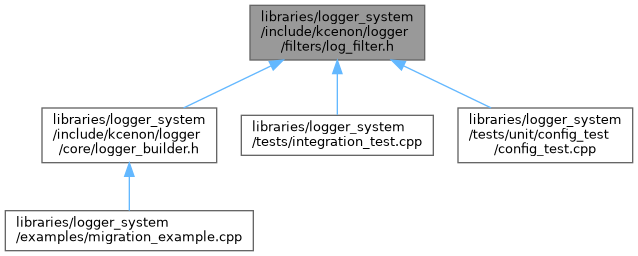 libraries/logger_system
/include/kcenon/logger
/filters/log_filter.h
libraries/logger_system
/include/kcenon/logger
/core/logger_builder.h
libraries/logger_system
/tests/integration_test.cpp
libraries/logger_system
/tests/unit/config_test
/config_test.cpp
libraries/logger_system
/examples/migration_example.cpp